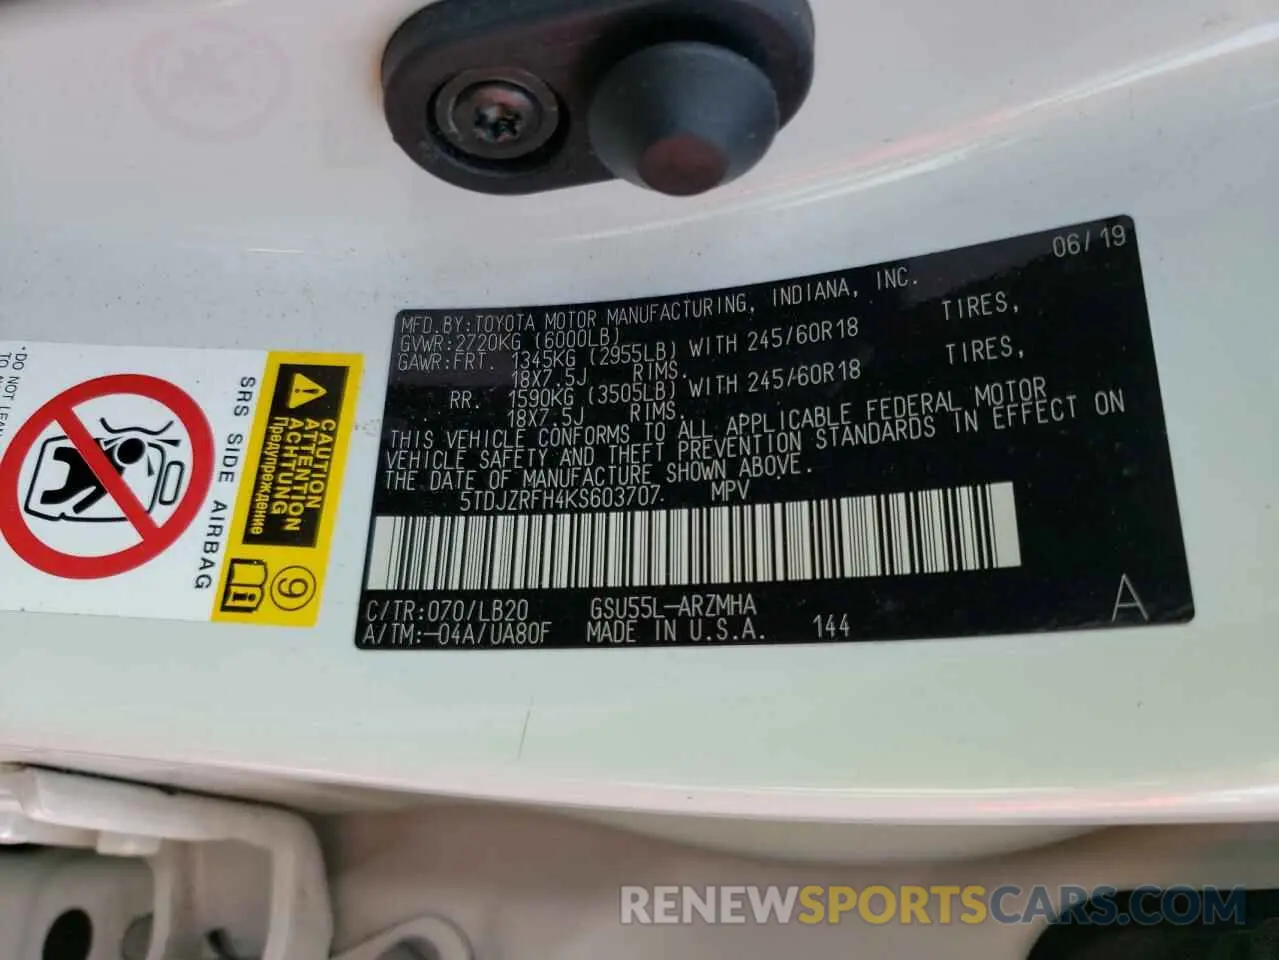 06/19
MFD.BY:TOYOTA MOTOR MANUFACTURING, INDIANA, INC.
GVWR:2720KG (6000LB)
GAWR:FRT. 1345KG (2955LB) WITH 245/60R18 TIRES,
18X7.5J RIMS.
RR. 1590KG (3505LB) WITH 245/60R18 TIRES,
18X7.5J RIMS.
THIS VEHICLE CONFORMS TO ALL APPLICABLE FEDERAL MOTOR
VEHICLE SAFETY AND THEFT PREVENTION STANDARDS IN EFFECT ON
THE DATE OF MANUFACTURE SHOWN ABOVE.
5TDJZRFH4KS603707 MPV
C/TR:070/LB20 GSU55L-ARZMHA
A/TM:-04A/UA80F MADE IN U.S.A. 144
A
CAUTION
ATTENTION
ACHTUNG
Предупреждение
9
SRS SIDE AIRBAG
*DO NOT LEAN
RENEWSPORTSCARS.COM